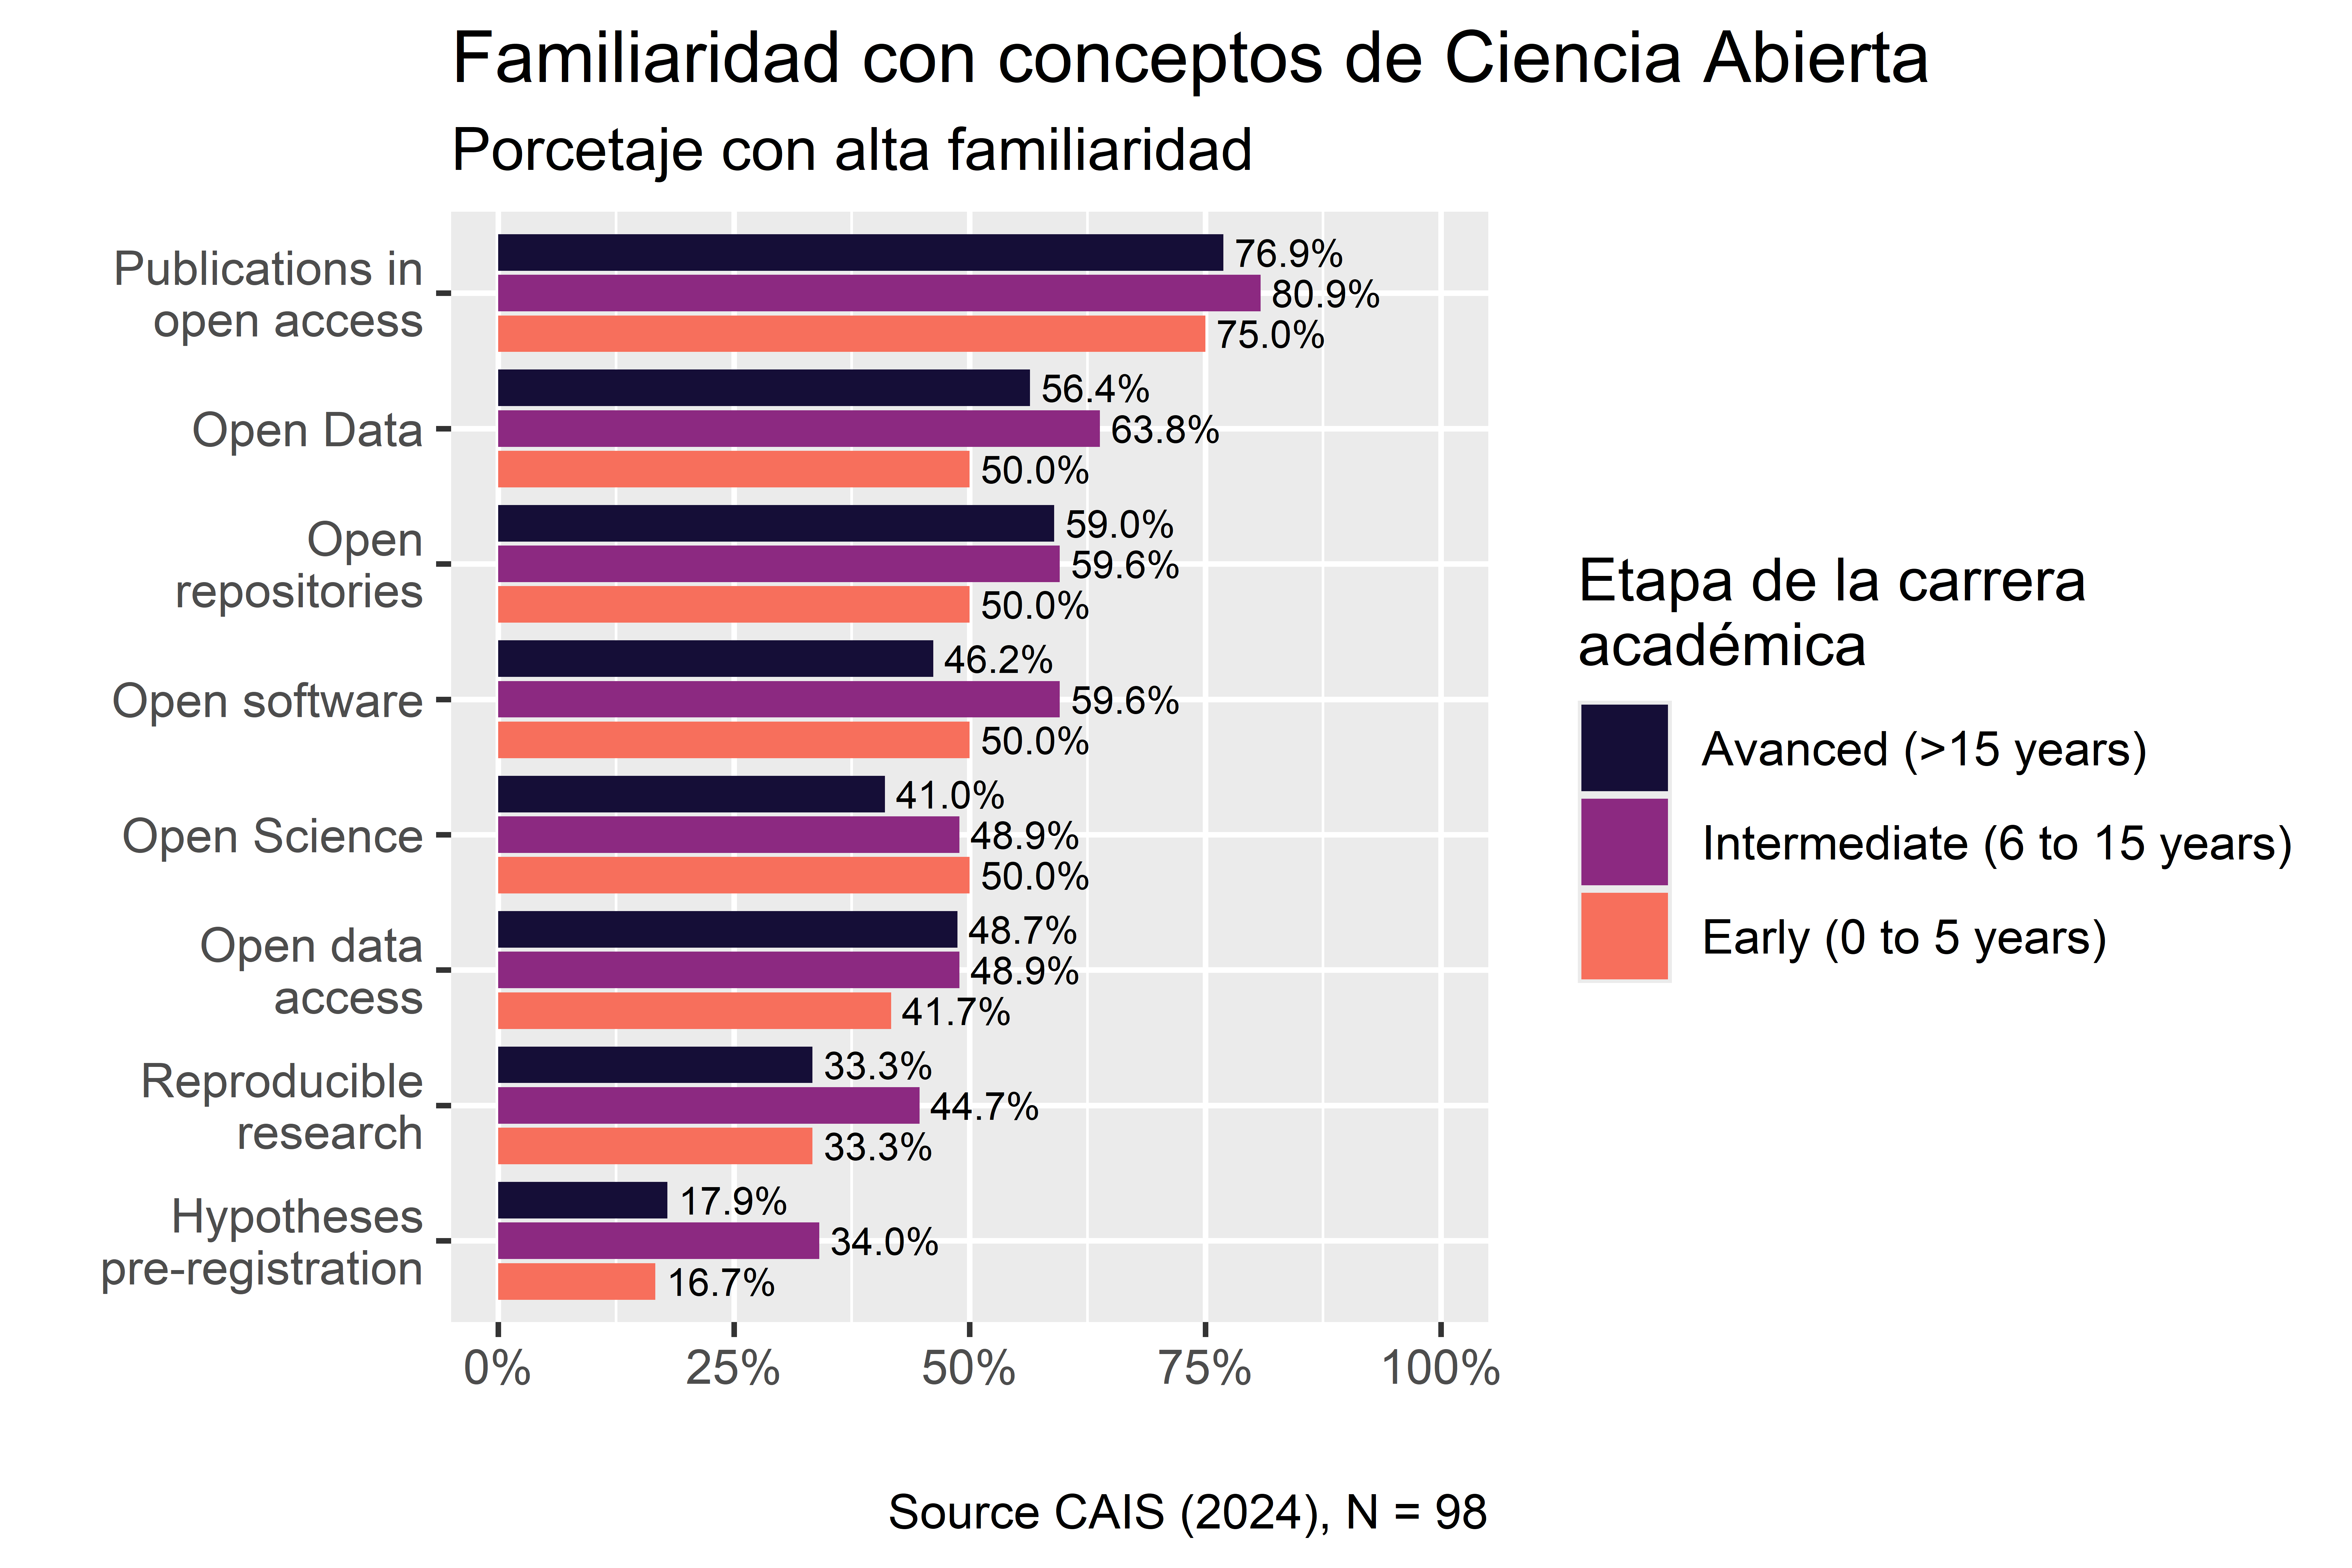 Familiaridad con conceptos de Ciencia Abierta
Porcetaje con alta familiaridad
Publications in
open access
76.9%
80.9%
75.0%
Open Data
56.4%
63.8%
50.0%
Open
repositories
59.0%
59.6%
50.0%
Open software
46.2%
59.6%
50.0%
Open Science
41.0%
48.9%
50.0%
Open data
access
48.7%
48.9%
41.7%
Reproducible
research
33.3%
44.7%
33.3%
Hypotheses
pre-registration
17.9%
34.0%
16.7%
0% 25% 50% 75% 100%
Etapa de la carrera
académica
Avanced (>15 years)
Intermediate (6 to 15 years)
Early (0 to 5 years)
Source CAIS (2024), N = 98